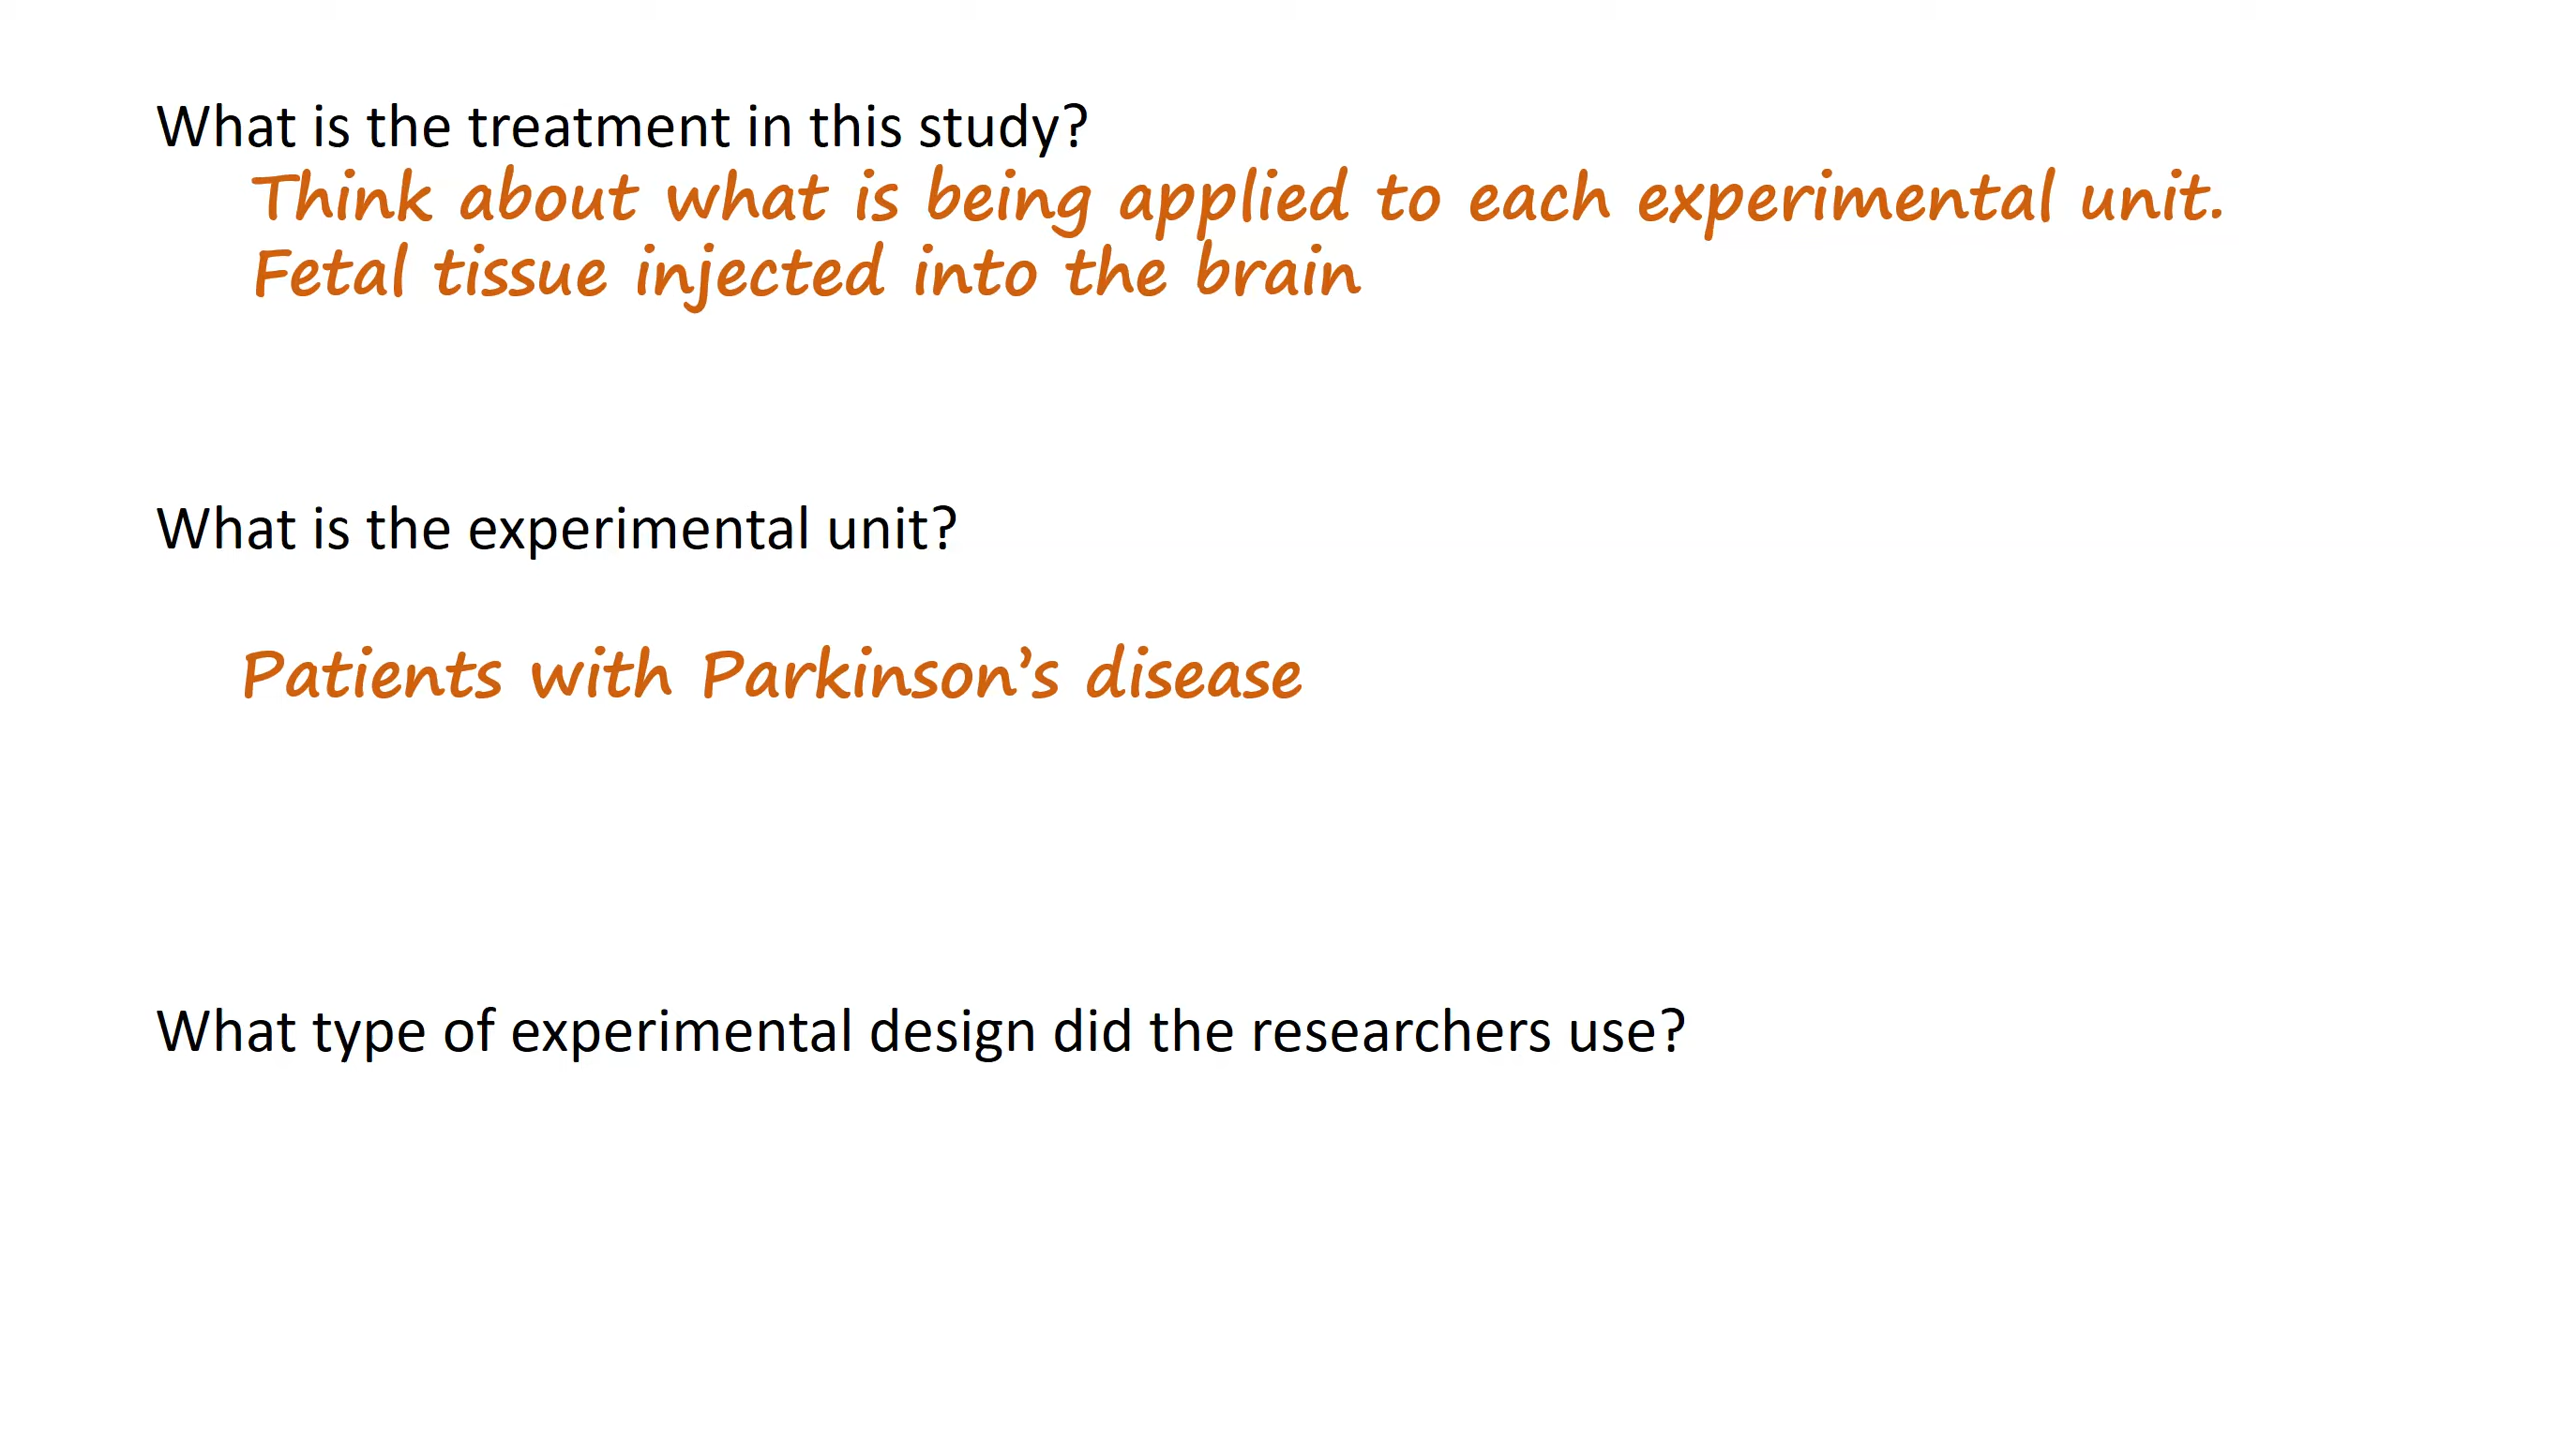 What is the treatment in this study?
Think about what is being applied to each experimental unit.
Fetal tissue injected into the brain
What is the experimental unit?
Patients with Parkinson’s disease
What type of experimental design did the researchers use?